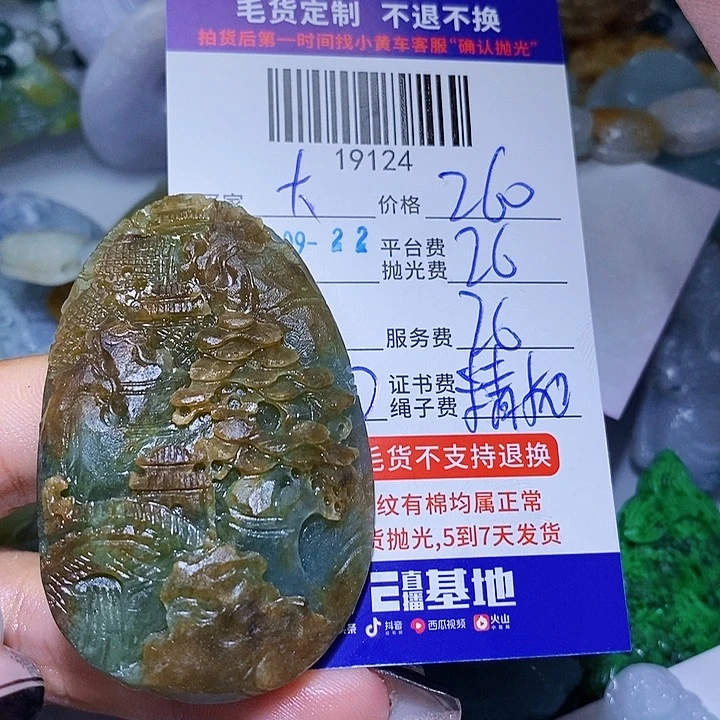 毛货定制 不退不换
拍货后第一时间找小黄车客服“确认抛光”
19124
大 价格 260
09-22 平台费 26
抛光费
服务费 26
证书费
绳子费
毛货不支持退换
纹有棉均属正常
货抛光,5到7天发货
直播基地
抖音 西瓜视频 火山